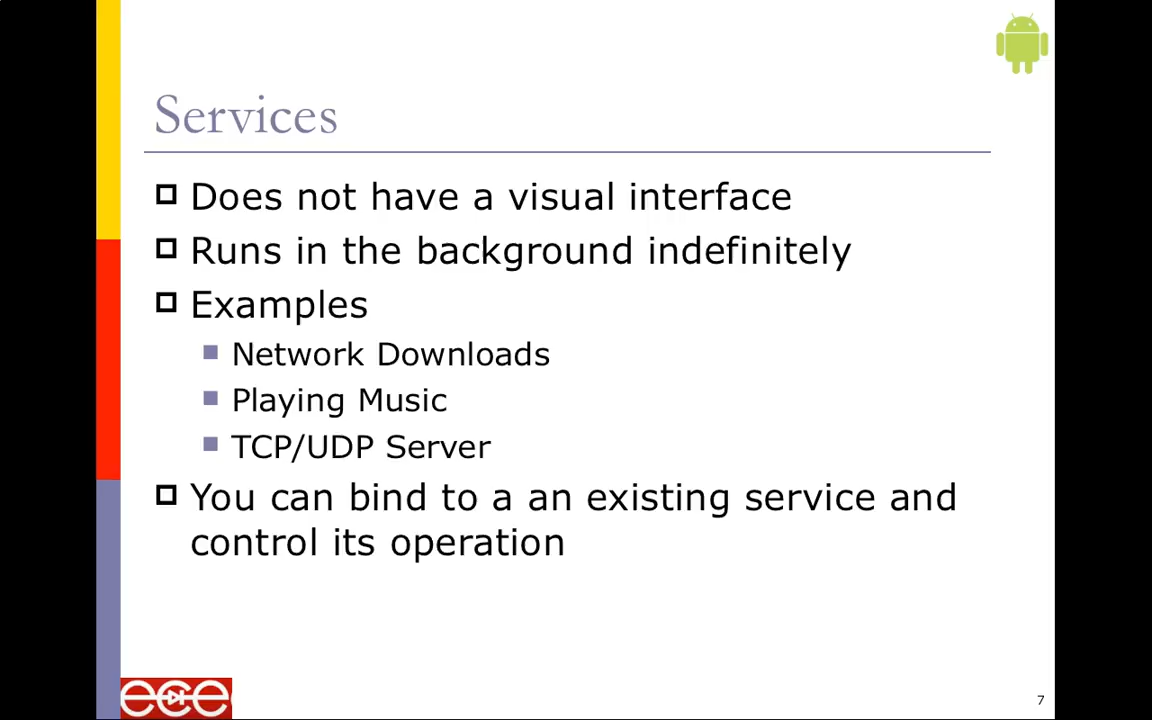 Services
Does not have a visual interface
Runs in the background indefinitely
Examples
Network Downloads
Playing Music
TCP/UDP Server
You can bind to a an existing service and
control its operation
ece
7